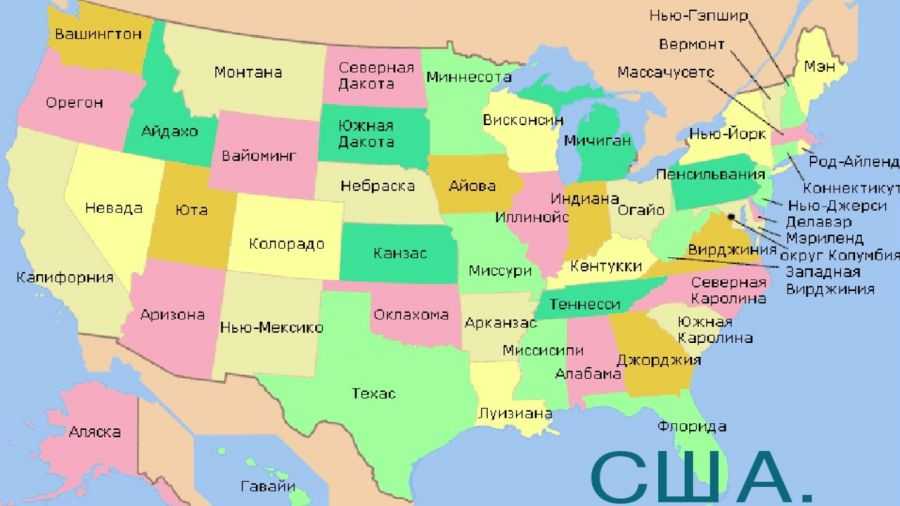 Нью-Гэпшир
Вермонт
Массачусетс
Вашингтон
Монтана
Северная
Дакота
Миннесота
Мэн
Орегон
Айдахо
Южная
Дакота
Висконсин
Мичиган
Нью-Йорк
Вайоминг
Род-Айленд
Небраска
Айова
Пенсильвания
Коннектикут
Невада
Юта
Иллинойс
Индиана
Огайо
Нью-Джерси
Делавэр
Мэриленд
округ Колумбия
Колорадо
Канзас
Миссури
Кентукки
Вирджиния
Западная
Вирджиния
Калифорния
Северная
Каролина
Аризона
Нью-Мексико
Оклахома
Арканзас
Теннесси
Южная
Каролина
Миссисипи
Алабама
Джорджия
Техас
Луизиана
Флорида
Аляска
Гавайи
США.